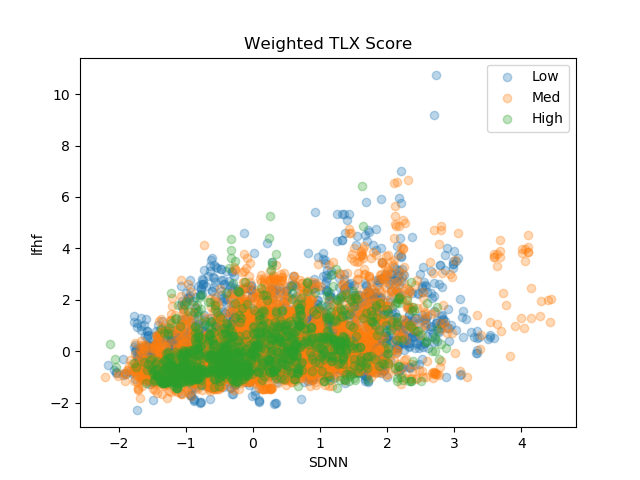 Weighted TLX Score
Low
Med
High
10
8
6
4
2
0
−2
lfhf
−2 −1 0 1 2 3 4
SDNN